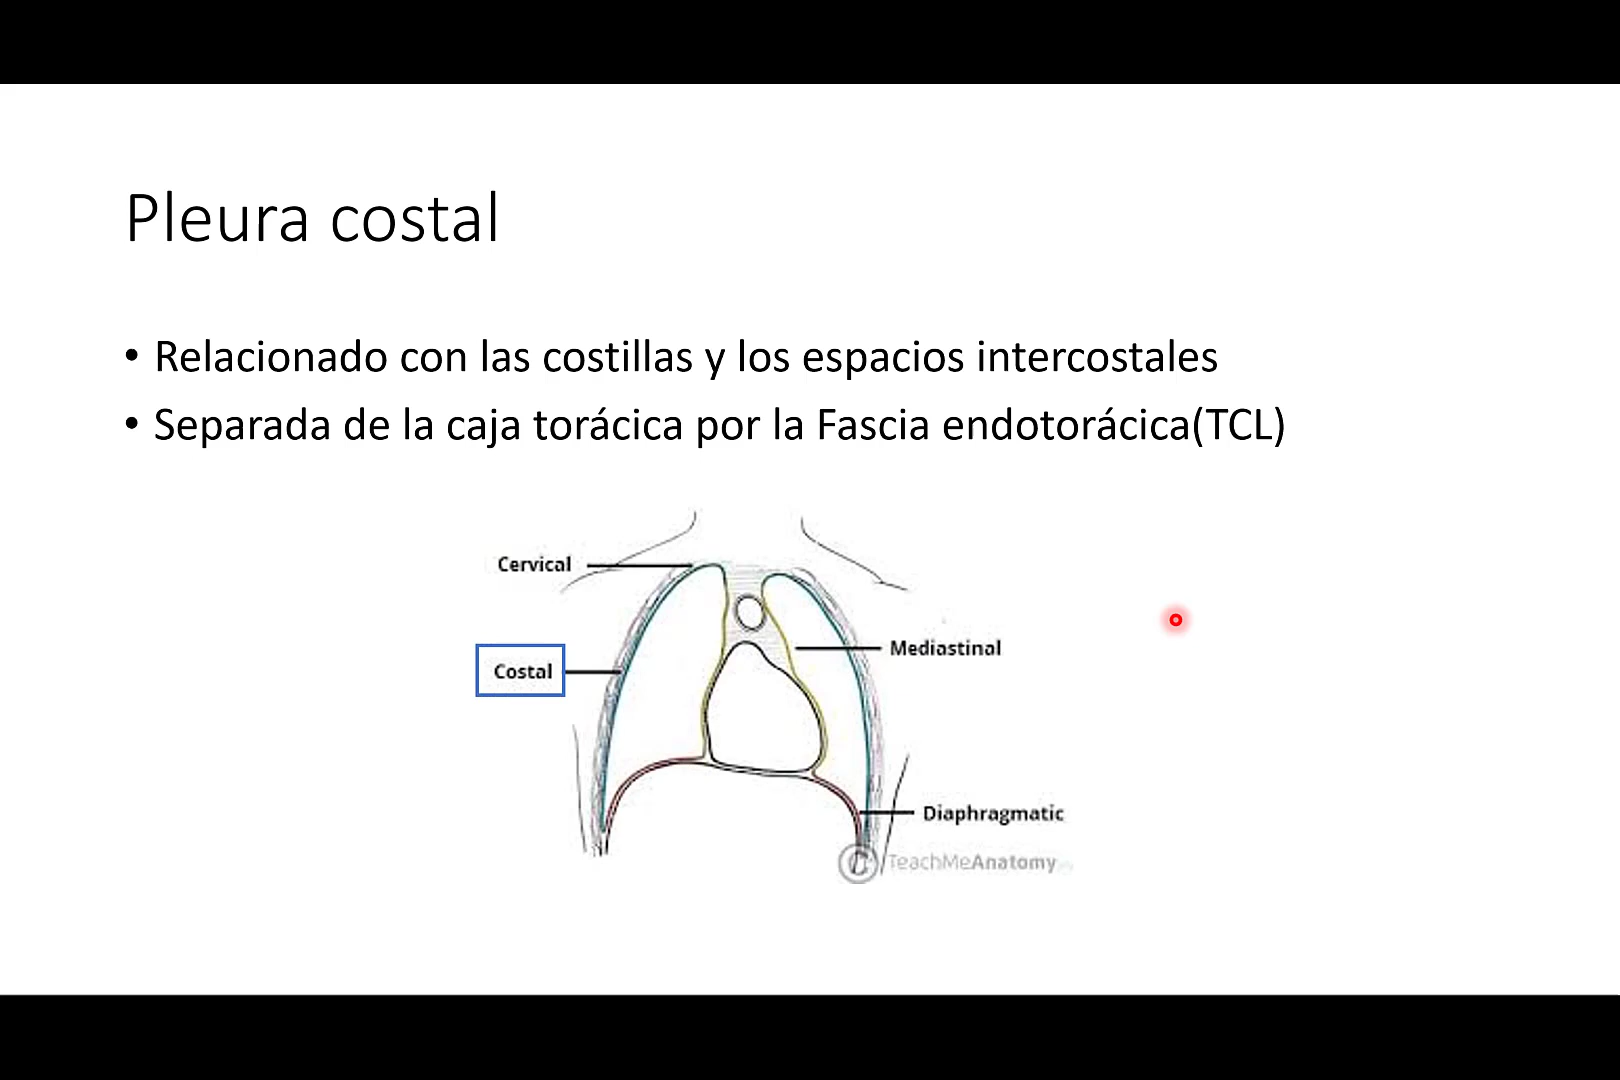 Pleura costal
• Relacionado con las costillas y los espacios intercostales
• Separada de la caja torácica por la Fascia endotorácica(TCL)
Cervical
Mediastinal
Costal
Diaphragmatic
© TeachMeAnatomy